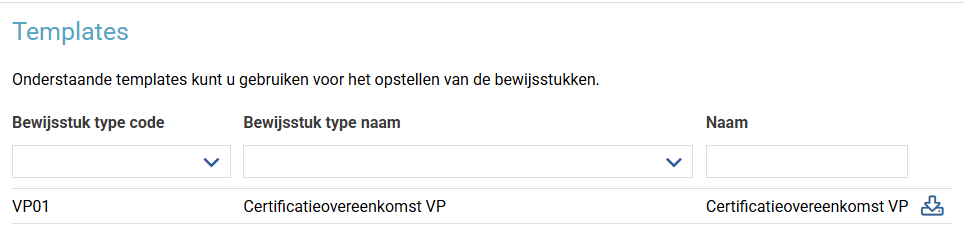 Templates
Onderstaande templates kunt u gebruiken voor het opstellen van de bewijsstukken.
Bewijsstuk type code Bewijsstuk type naam Naam
VP01 Certificatieovereenkomst VP Certificatieovereenkomst VP